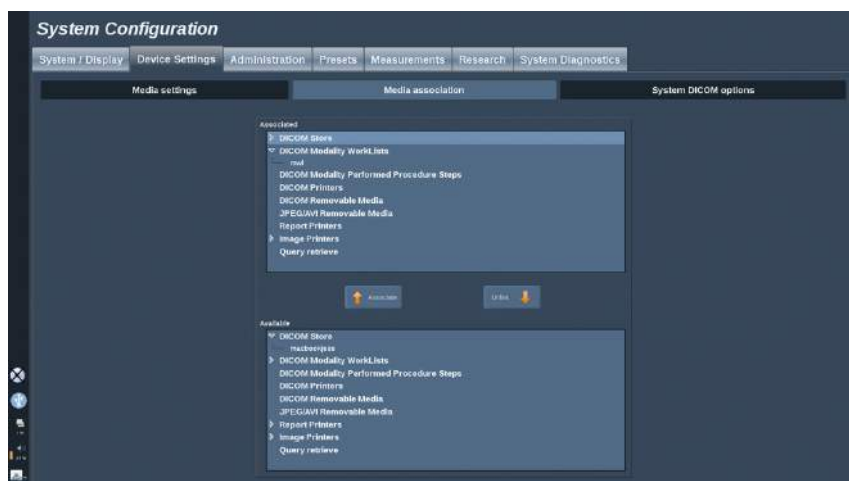 System Configuration
System / Display Device Settings Administration Presets Measurements Research System Diagnostics
Media settings Media association System DICOM options
Associated
DICOM Store
DICOM Modality WorkLists
mwl
DICOM Modality Performed Procedure Steps
DICOM Printers
DICOM Removable Media
JPEG/AVI Removable Media
Report Printers
Image Printers
Query retrieve
Associate Unlink
Available
DICOM Store
DICOM Modality WorkLists
DICOM Modality Performed Procedure Steps
DICOM Printers
DICOM Removable Media
JPEG/AVI Removable Media
Report Printers
Image Printers
Query retrieve